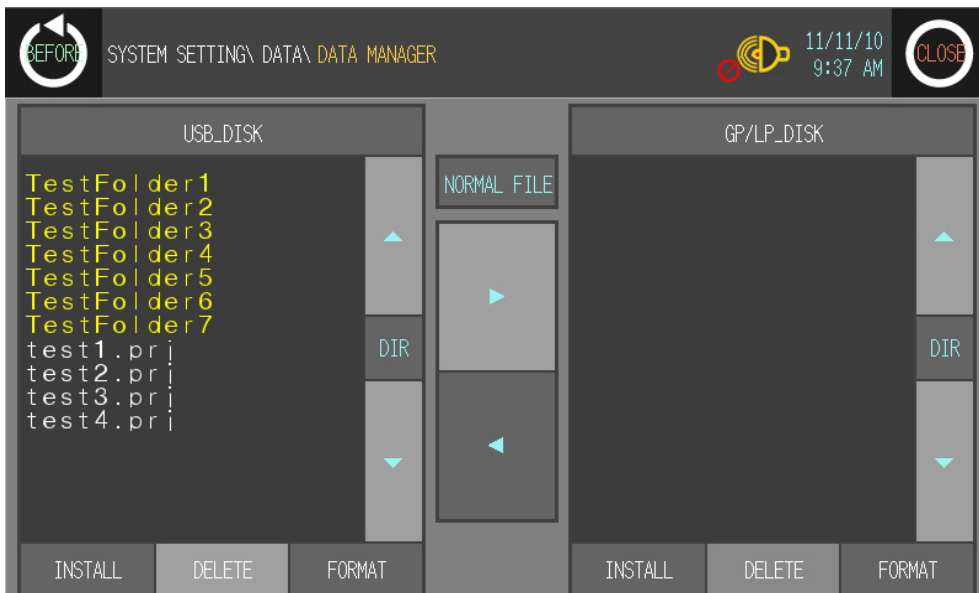 BEFORE
SYSTEM SETTING\ DATA\ DATA MANAGER
11/11/10
9:37 AM
CLOSE
USB_DISK
TestFolder1
TestFolder2
TestFolder3
TestFolder4
TestFolder5
TestFolder6
TestFolder7
test1.prj
test2.prj
test3.prj
test4.prj
DIR
INSTALL
DELETE
FORMAT
NORMAL FILE
GP/LP_DISK
DIR
INSTALL
DELETE
FORMAT